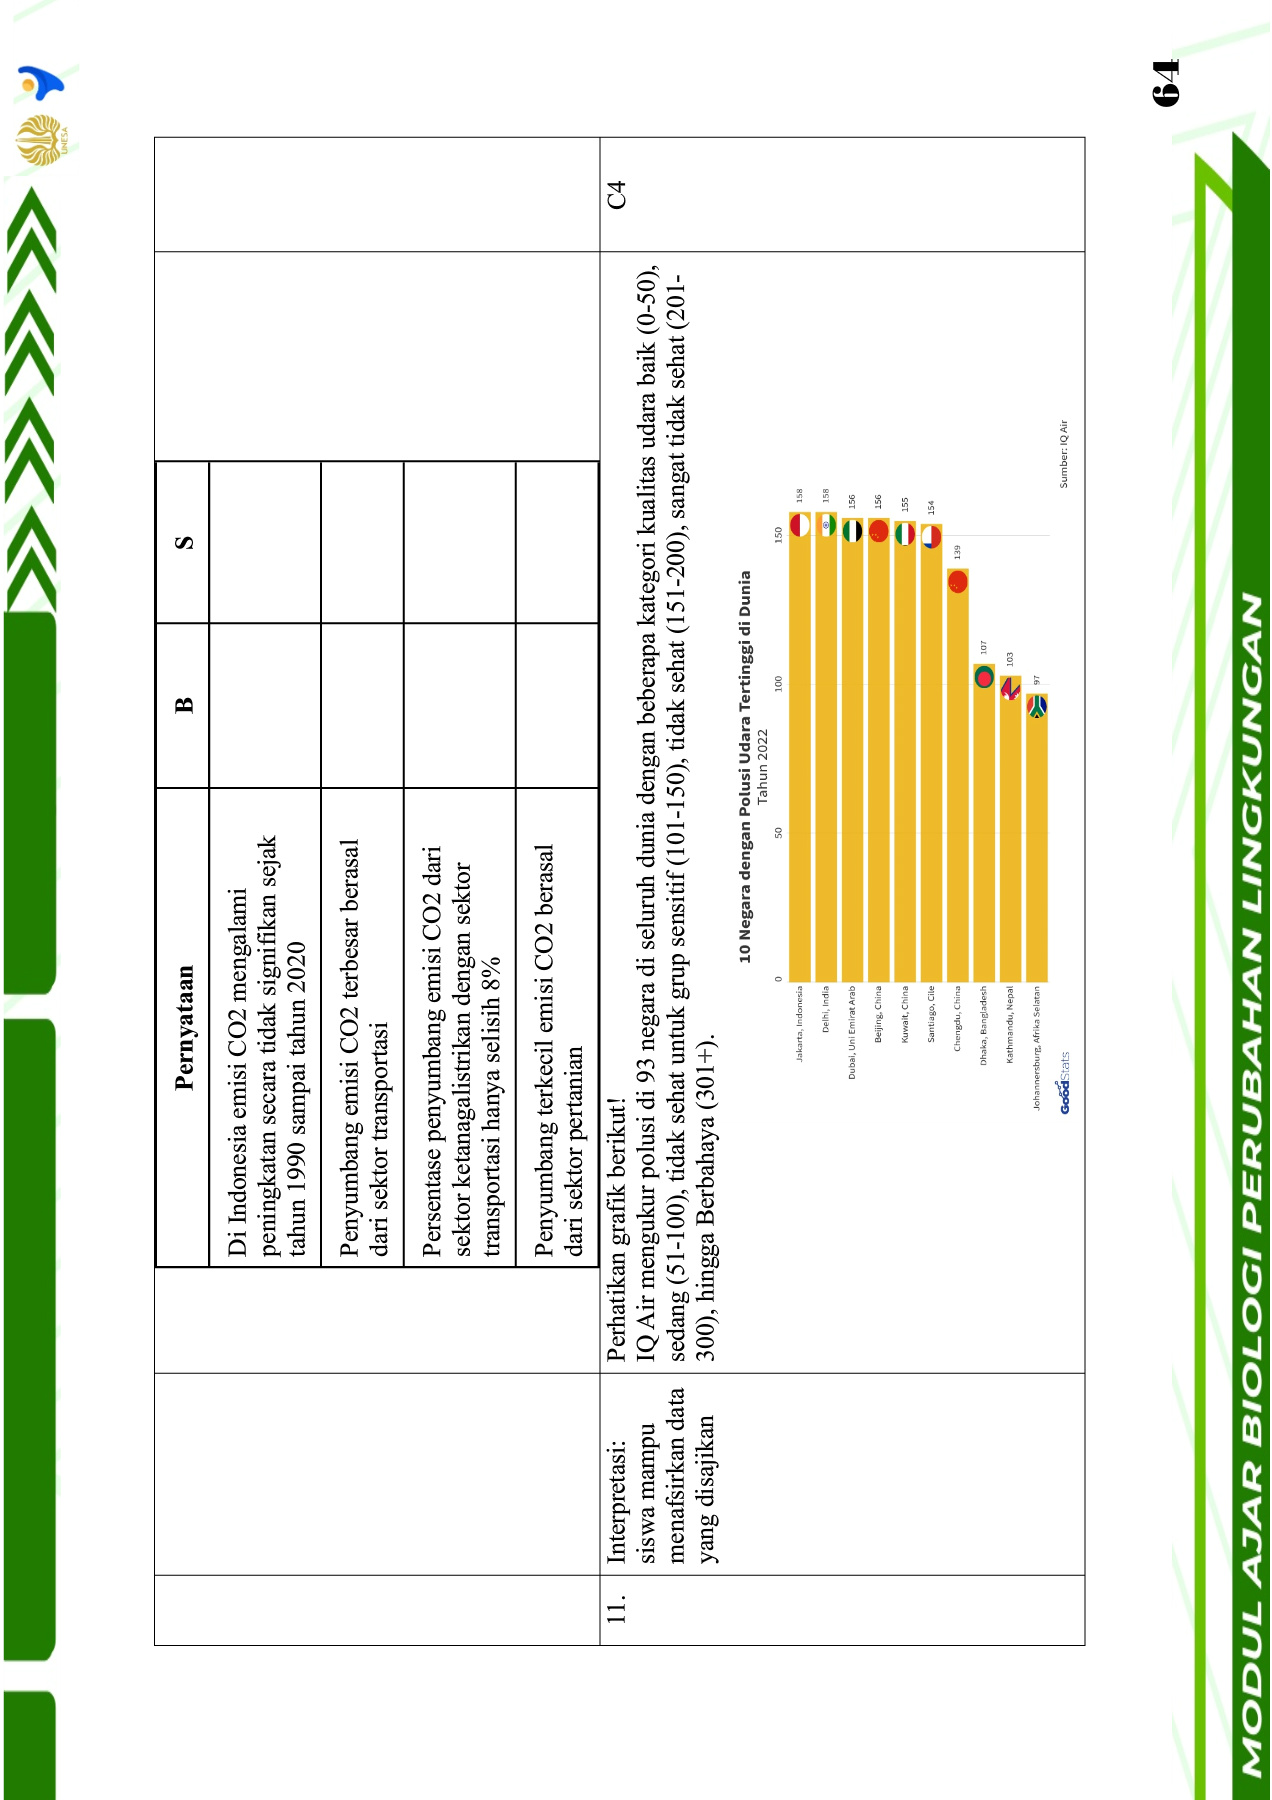 UNESA
Pernyataan B S
Di Indonesia emisi CO2 mengalami
peningkatan secara tidak signifikan sejak
tahun 1990 sampai tahun 2020
Penyumbang emisi CO2 terbesar berasal
dari sektor transportasi
Persentase penyumbang emisi CO2 dari
sektor ketanagalistrikan dengan sektor
transportasi hanya selisih 8%
Penyumbang terkecil emisi CO2 berasal
dari sektor pertanian
11.
Interpretasi:
siswa mampu
menafsirkan data
yang disajikan
Perhatikan grafik berikut!
IQ Air mengukur polusi di 93 negara di seluruh dunia dengan beberapa kategori kualitas udara baik (0-50),
sedang (51-100), tidak sehat untuk grup sensitif (101-150), tidak sehat (151-200), sangat tidak sehat (201-
300), hingga Berbahaya (301+).
10 Negara dengan Polusi Udara Tertinggi di Dunia
Tahun 2022
0 50 100 150
Jakarta, Indonesia 158
Delhi, India 158
Dubai, Uni Emirat Arab 156
Beijing, China 156
Kuwait, China 155
Santiago, Cile 154
Chengdu, China 139
Dhaka, Bangladesh 107
Kathmandu, Nepal 103
Johannersburg, Afrika Selatan 97
GoodStats
Sumber: IQ Air
C4
64
MODUL AJAR BIOLOGI PERUBAHAN LINGKUNGAN